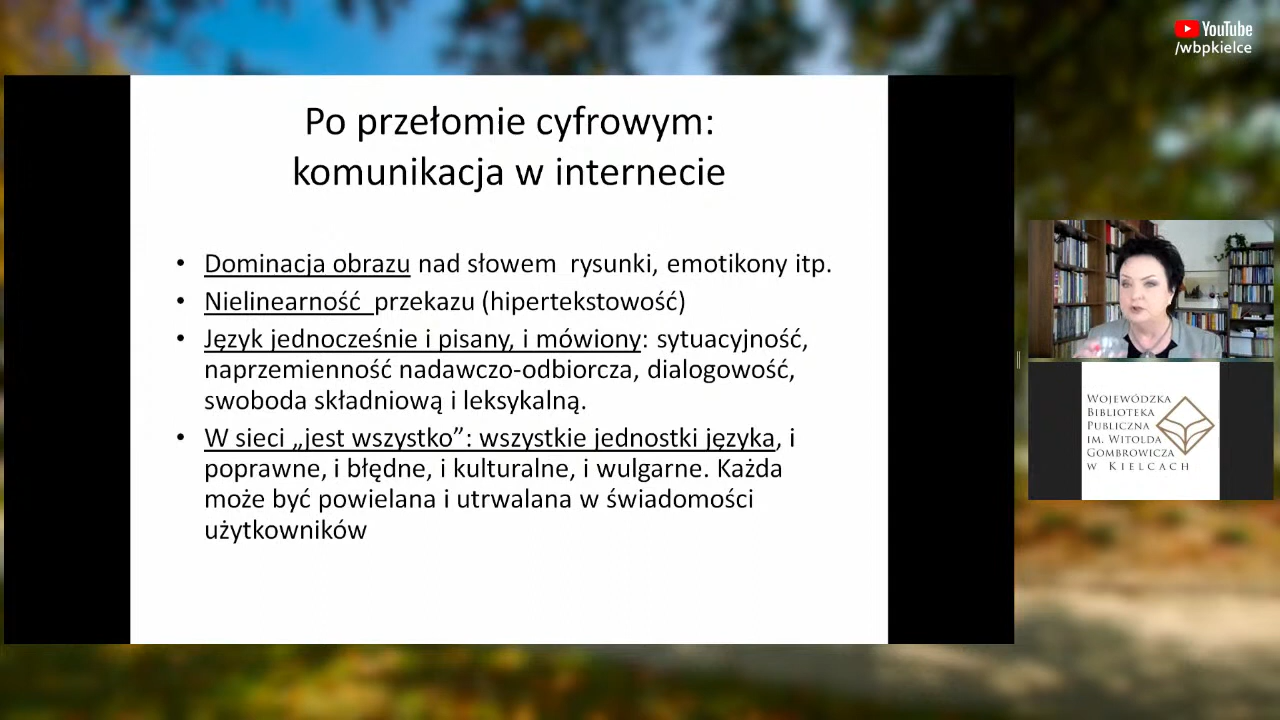 YouTube
/wbpkielce
Po przełomie cyfrowym:
komunikacja w internecie
• Dominacja obrazu nad słowem rysunki, emotikony itp.
• Nielinearność przekazu (hipertekstowość)
• Język jednocześnie i pisany, i mówiony: sytuacyjność,
naprzemienność nadawczo-odbiorcza, dialogowość,
swoboda składniową i leksykalną.
• W sieci „jest wszystko”: wszystkie jednostki języka, i
poprawne, i błędne, i kulturalne, i wulgarne. Każda
może być powielana i utrwalana w świadomości
użytkowników
Wojewódzka
Biblioteka
Publiczna
im. Witolda
Gombrowicza
w Kielcach